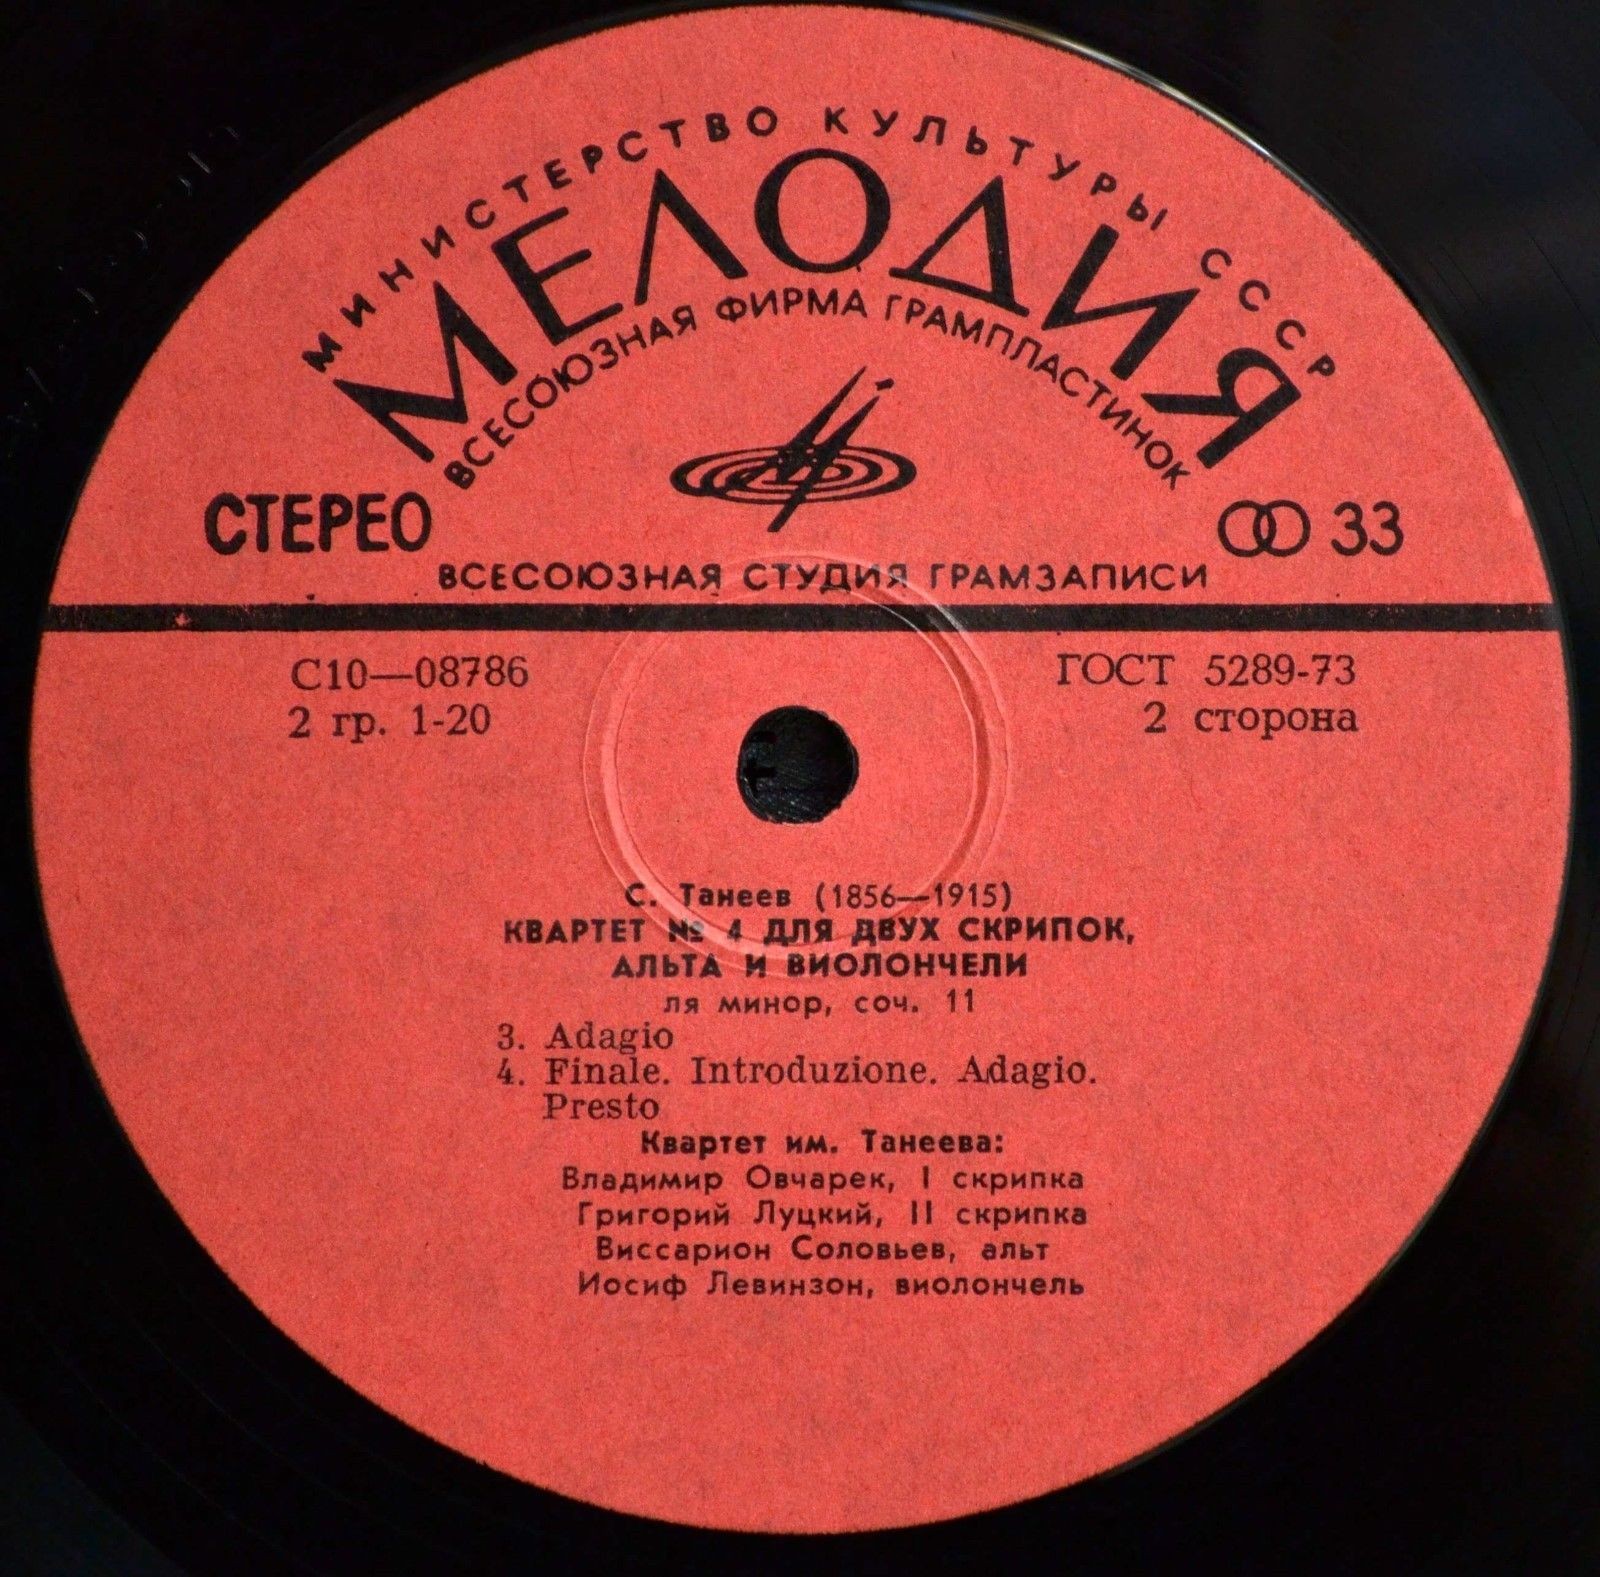 МИНИСТЕРСТВО КУЛЬТУРЫ СССР
МЕЛОДИЯ
ВСЕСОЮЗНАЯ ФИРМА ГРАМПЛАСТИНОК
СТЕРЕО
33
ВСЕСОЮЗНАЯ СТУДИЯ ГРАМЗАПИСИ
С10—08786
ГОСТ 5289-73
2 гр. 1-20
2 сторона
С. Танеев (1856—1915)
КВАРТЕТ № 4 ДЛЯ ДВУХ СКРИПОК,
АЛЬТА И ВИОЛОНЧЕЛИ
ля минор, соч. 11
3. Adagio
4. Finale. Introduzione. Adagio.
Presto
Квартет им. Танеева:
Владимир Овчарек, I скрипка
Григорий Луцкий, II скрипка
Виссарион Соловьев, альт
Иосиф Левинзон, виолончель